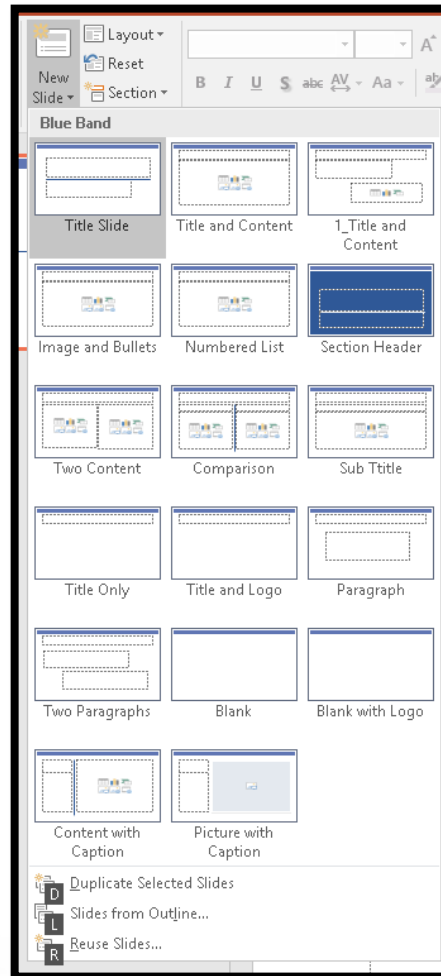 Layout
New
Slide
Reset
Section
A
B I U S abc AV Aa
Blue Band
Title Slide
Title and Content
1_Title and
Content
Image and Bullets
Numbered List
Section Header
Two Content
Comparison
Sub Ttitle
Title Only
Title and Logo
Paragraph
Two Paragraphs
Blank
Blank with Logo
Content with
Caption
Picture with
Caption
D
Duplicate Selected Slides
L
Slides from Outline...
R
Reuse Slides...